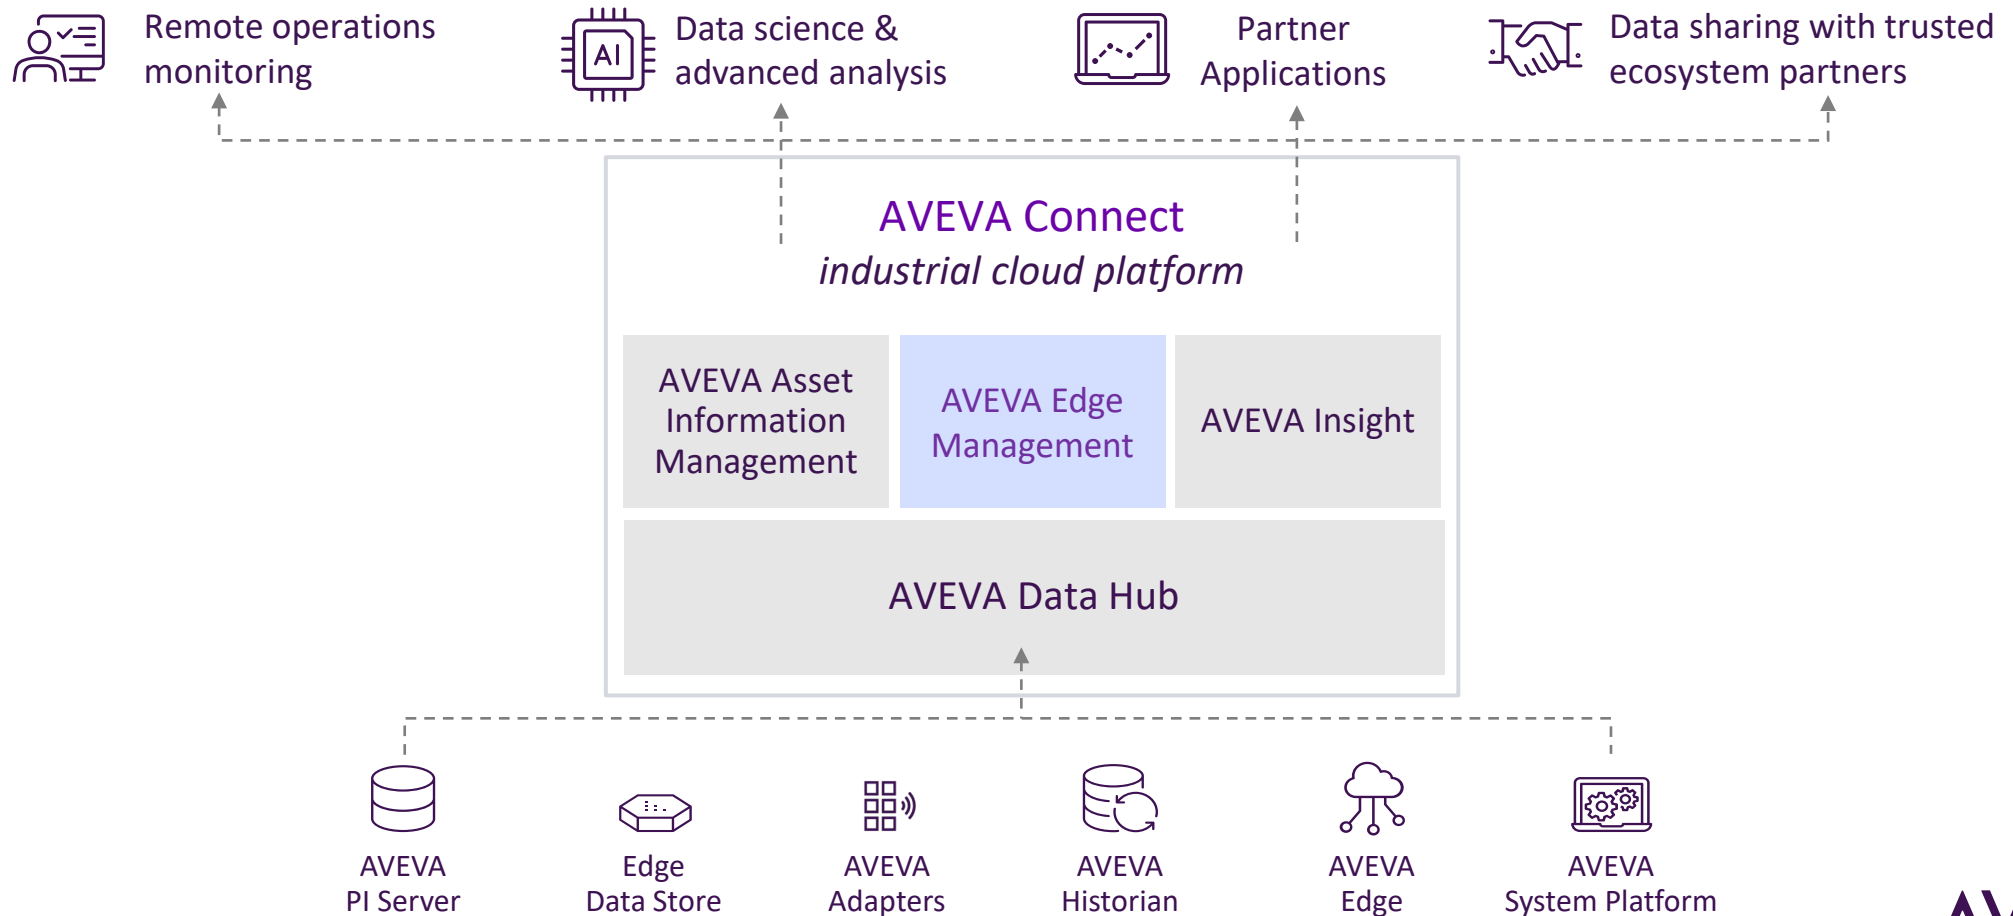 Remote operations
monitoring
AI
Data science &
advanced analysis
Partner
Applications
Data sharing with trusted
ecosystem partners
AVEVA Connect
industrial cloud platform
AVEVA Asset
Information
Management
AVEVA Edge
Management
AVEVA Insight
AVEVA Data Hub
AVEVA
PI Server
Edge
Data Store
AVEVA
Adapters
AVEVA
Historian
AVEVA
Edge
AVEVA
System Platform